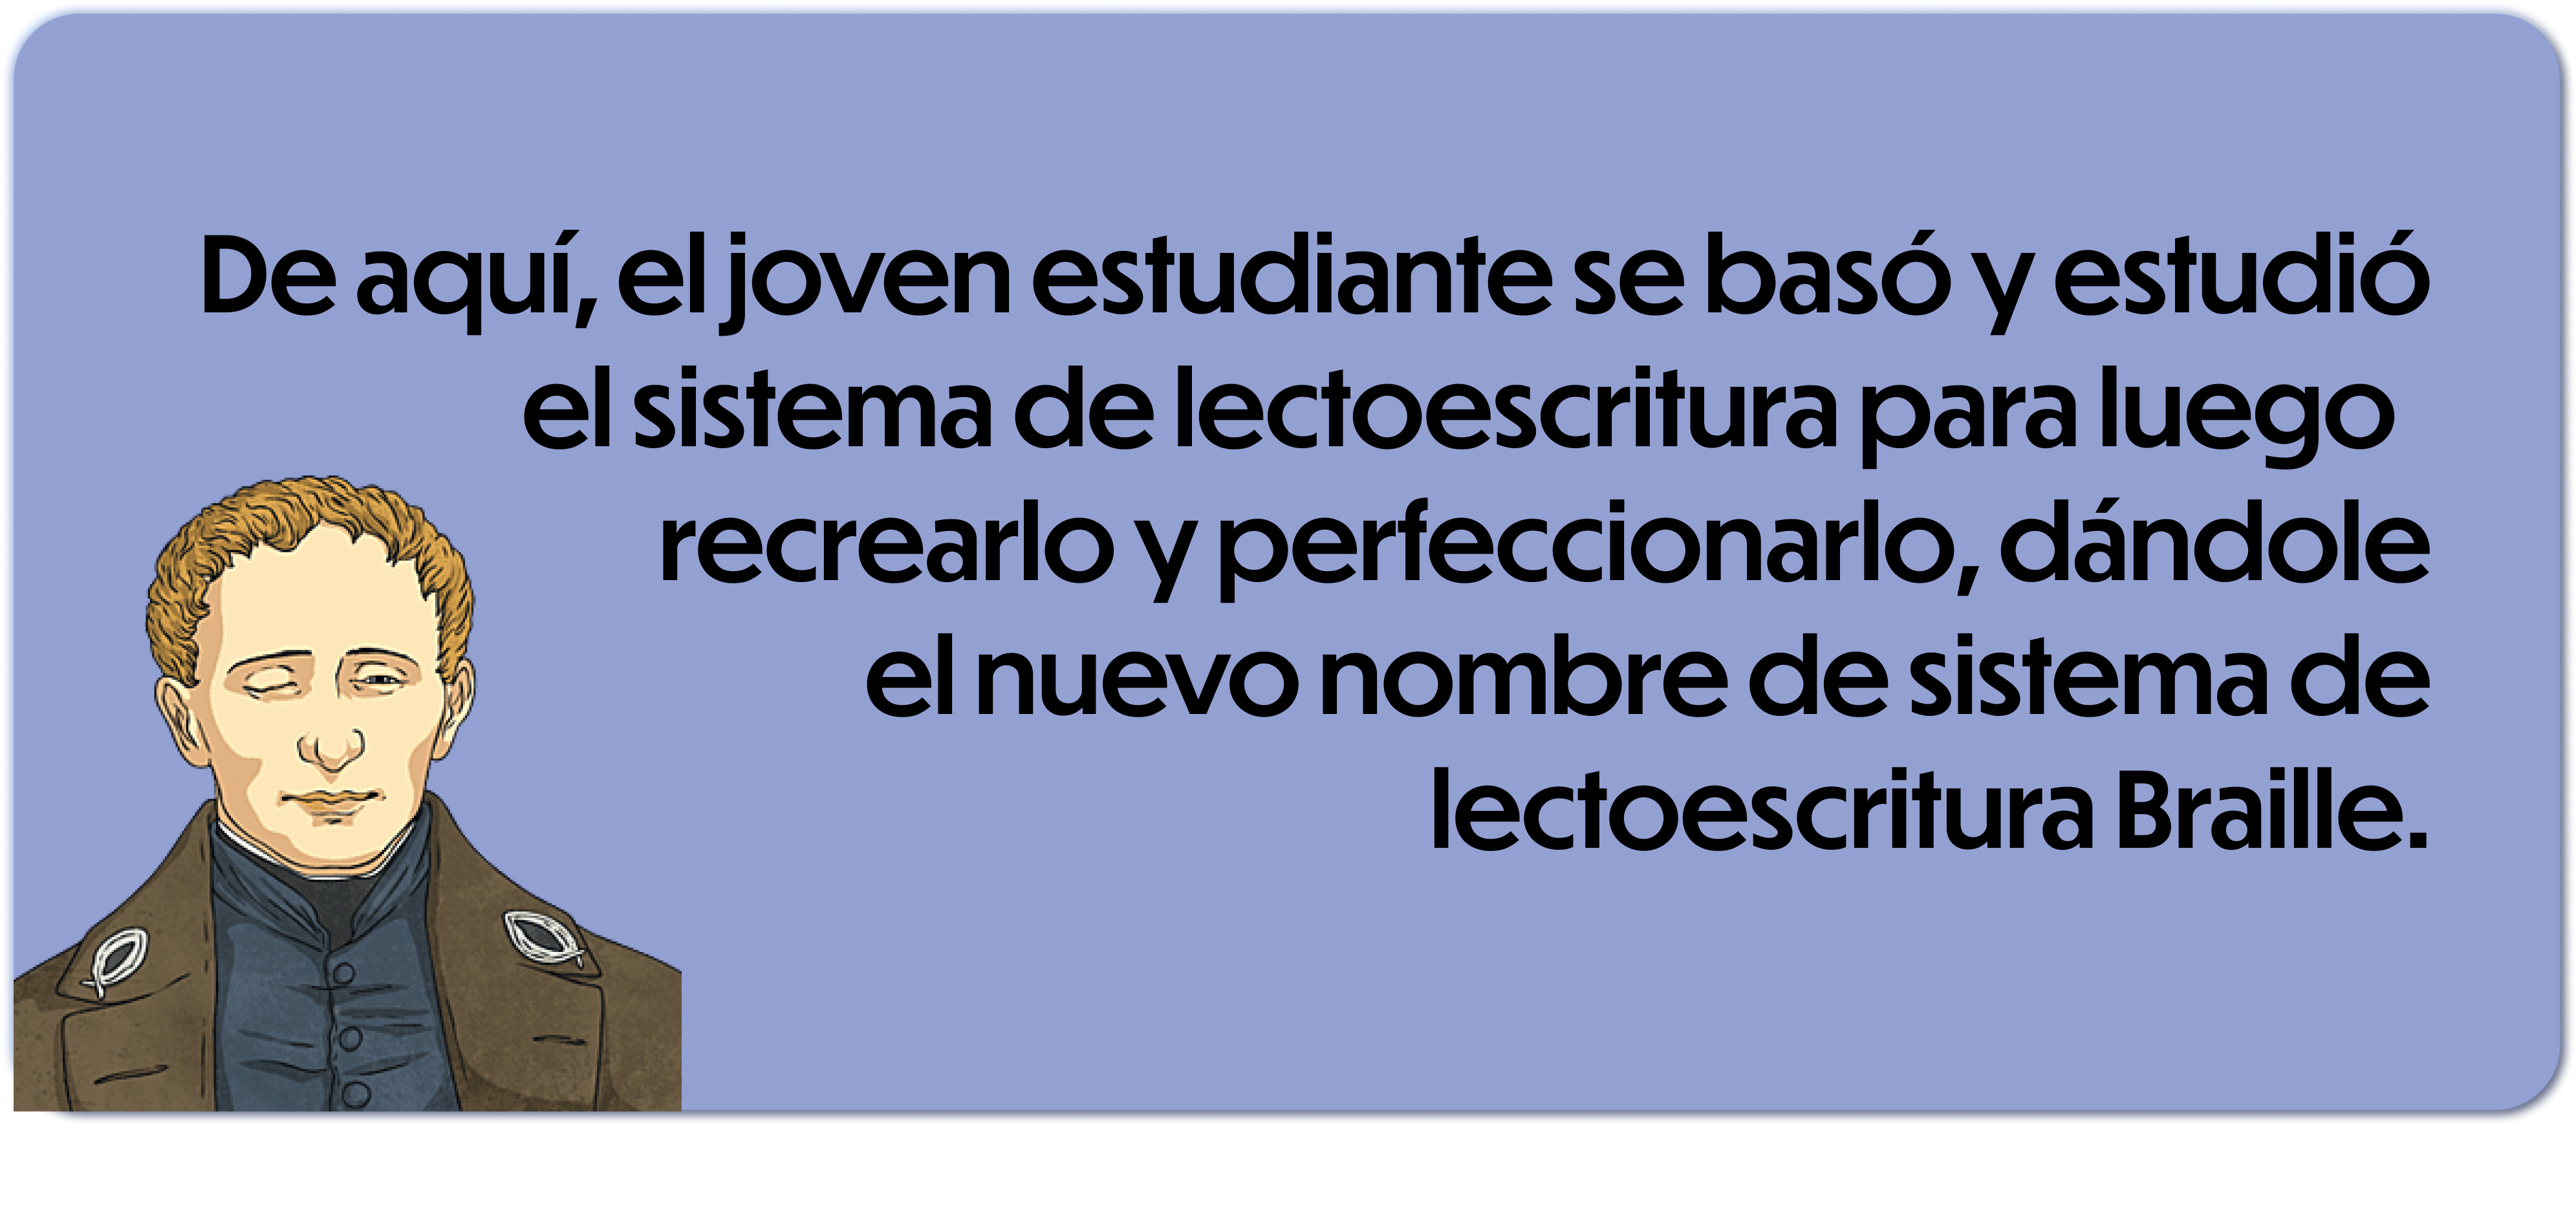 De aquí, el joven estudiante se basó y estudió
el sistema de lectoescritura para luego
recrearlo y perfeccionarlo, dándole
el nuevo nombre de sistema de
lectoescritura Braille.